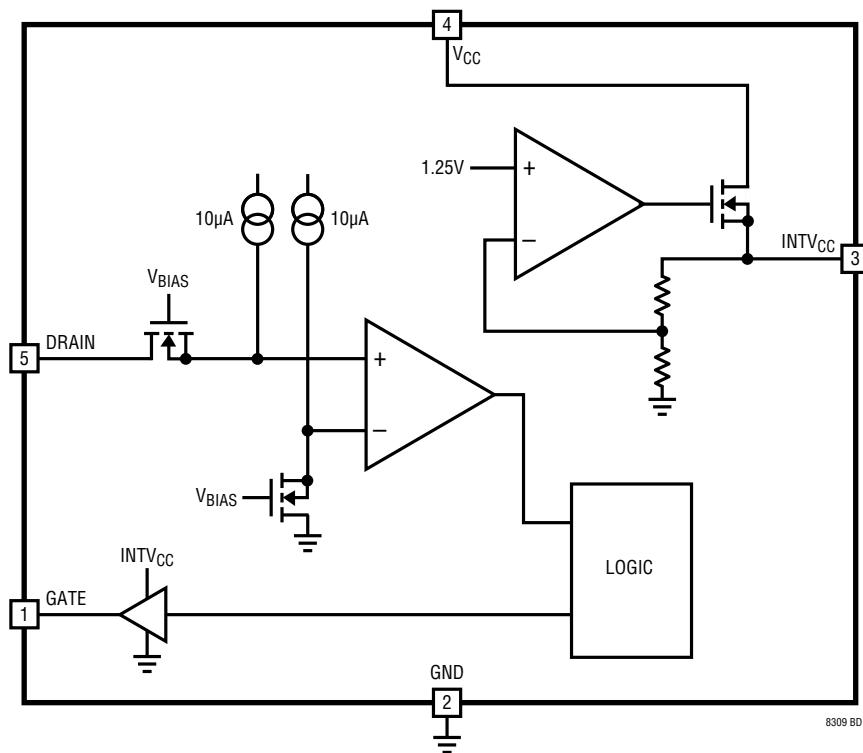 4
VCC
1.25V
+
–
10µA
10µA
INTVCC
3
VBIAS
5
DRAIN
+
–
VBIAS
LOGIC
INTVCC
1
GATE
GND
2
8309 BD